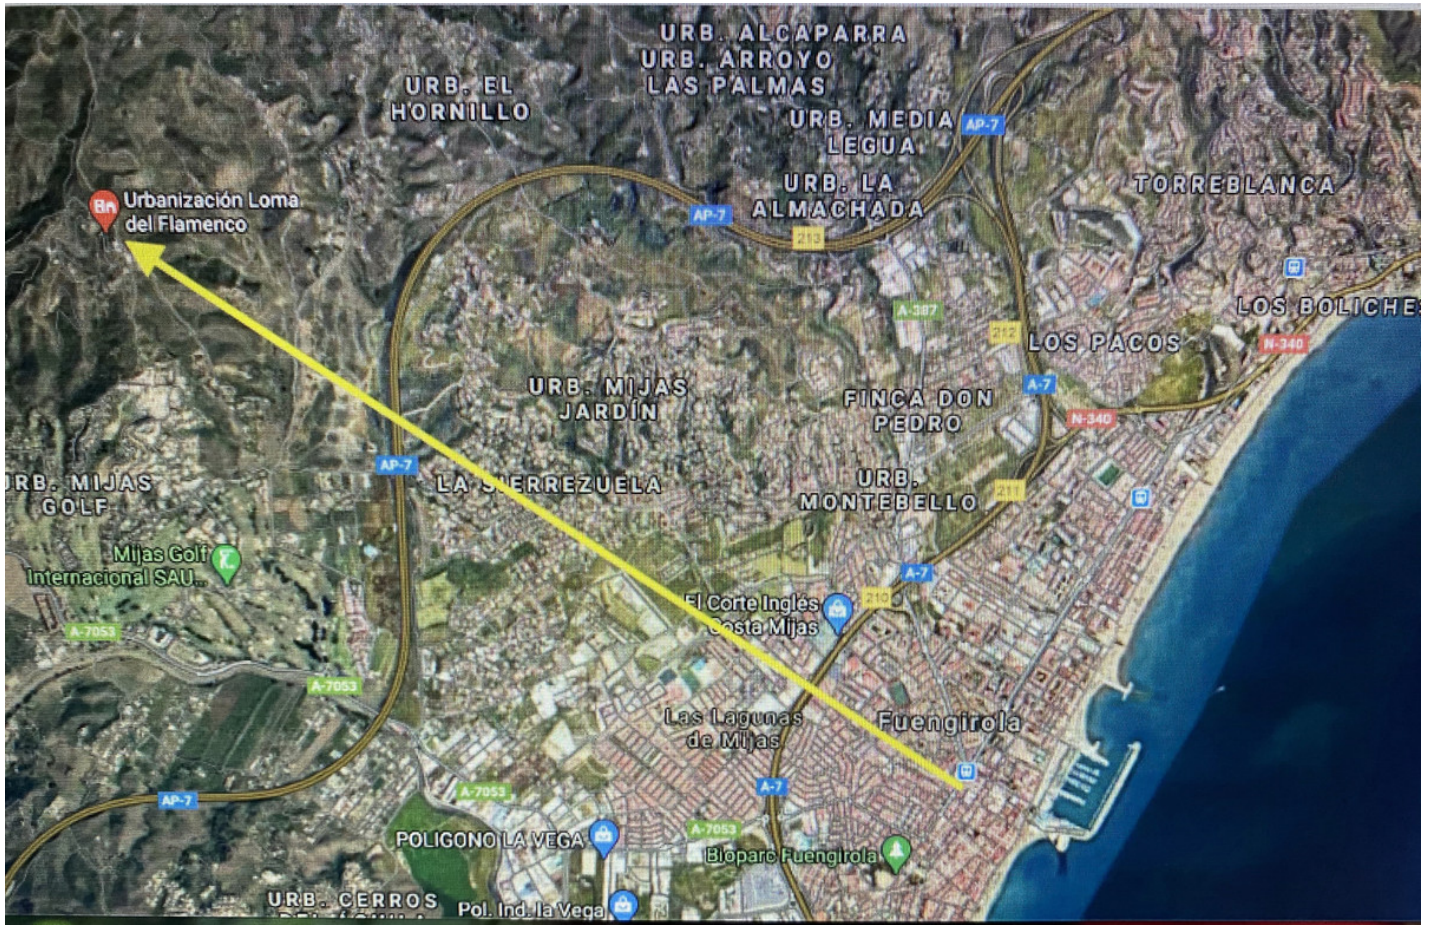 URB. ALCAPARRA
URB. ARROYO
LAS PALMAS
URB. EL
HORNILLO
URB. MEDIA
LEGUA
AP-7
URB. LA
ALMACHADA
TORREBLANCA
Urbanización Loma
del Flamenco
AP-7
213
A-387
212
LOS PACOS
LOS BOLICHES
N-340
A-7
N-340
URB. MIJAS
JARDÍN
FINCA DON
PEDRO
AP-7
LA SIERREZUELA
URB.
MONTEBELLO
211
URB. MIJAS
GOLF
Mijas Golf
Internacional SAU...
A-7
210
El Corte Inglés
Costa Mijas
A-7053
A-7053
Las Lagunas
de Mijas
Fuengirola
AP-7
A-7053
A-7
A-7053
POLIGONO LA VEGA
Bioparc Fuengirola
URB. CERROS
DEL ÁGUILA
Pol. Ind. la Vega